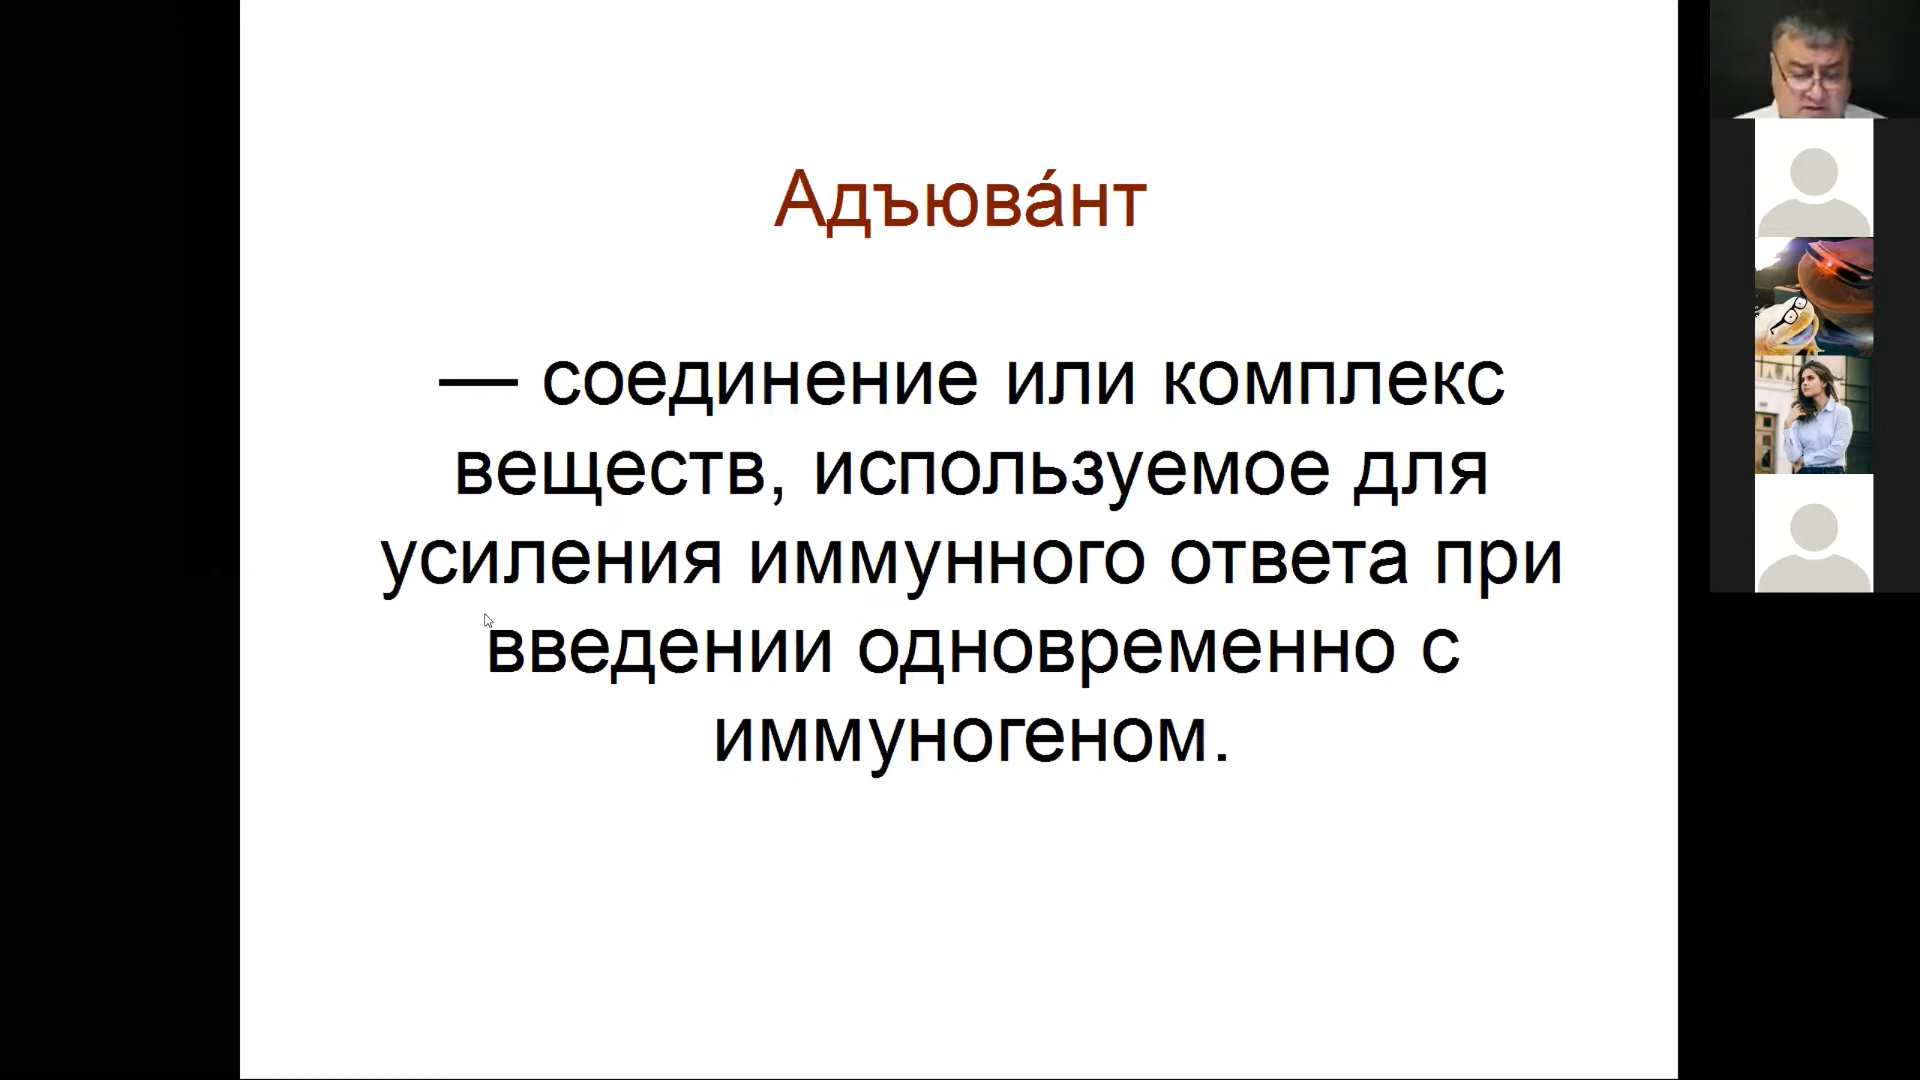 Адъюва́нт
— соединение или комплекс
веществ, используемое для
усиления иммунного ответа при
введении одновременно с
иммуногеном.